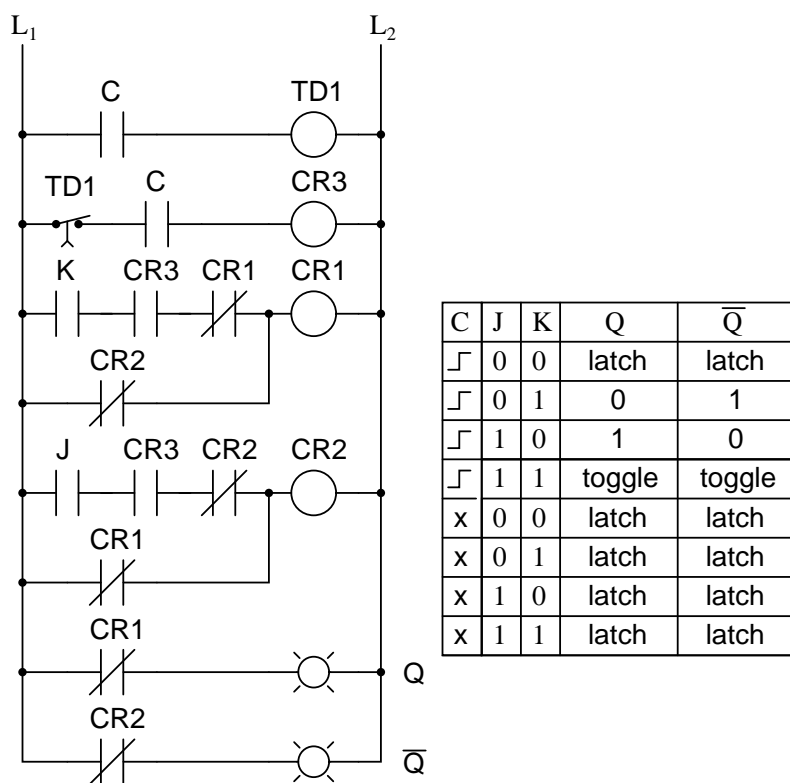 L1 L2
C TD1
TD1 C CR3
K CR3 CR1 CR1
CR2
J CR3 CR2 CR2
CR1
CR1
Q
CR2
Q̅
C J K Q Q̅
0 0 latch latch
0 1 0 1
1 0 1 0
1 1 toggle toggle
x 0 0 latch latch
x 0 1 latch latch
x 1 0 latch latch
x 1 1 latch latch